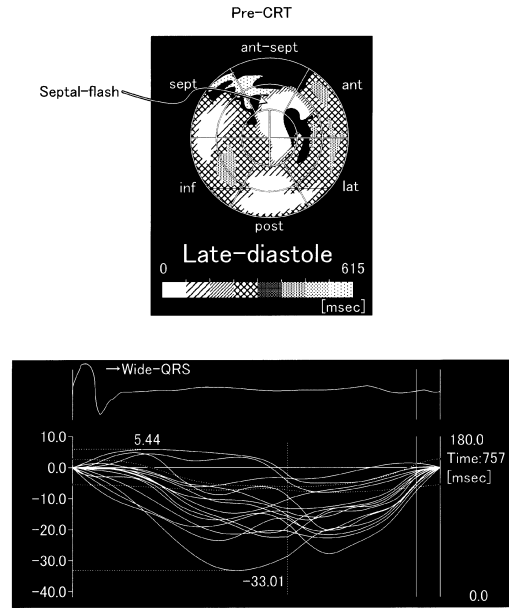 Pre-CRT
ant-sept
sept
ant
Septal-flash
inf
lat
post
Late-diastole
0 615
[msec]
→Wide-QRS
10.0
5.44
180.0
0.0
Time:757
[msec]
-10.0
-20.0
-30.0
-33.01
-40.0
0.0